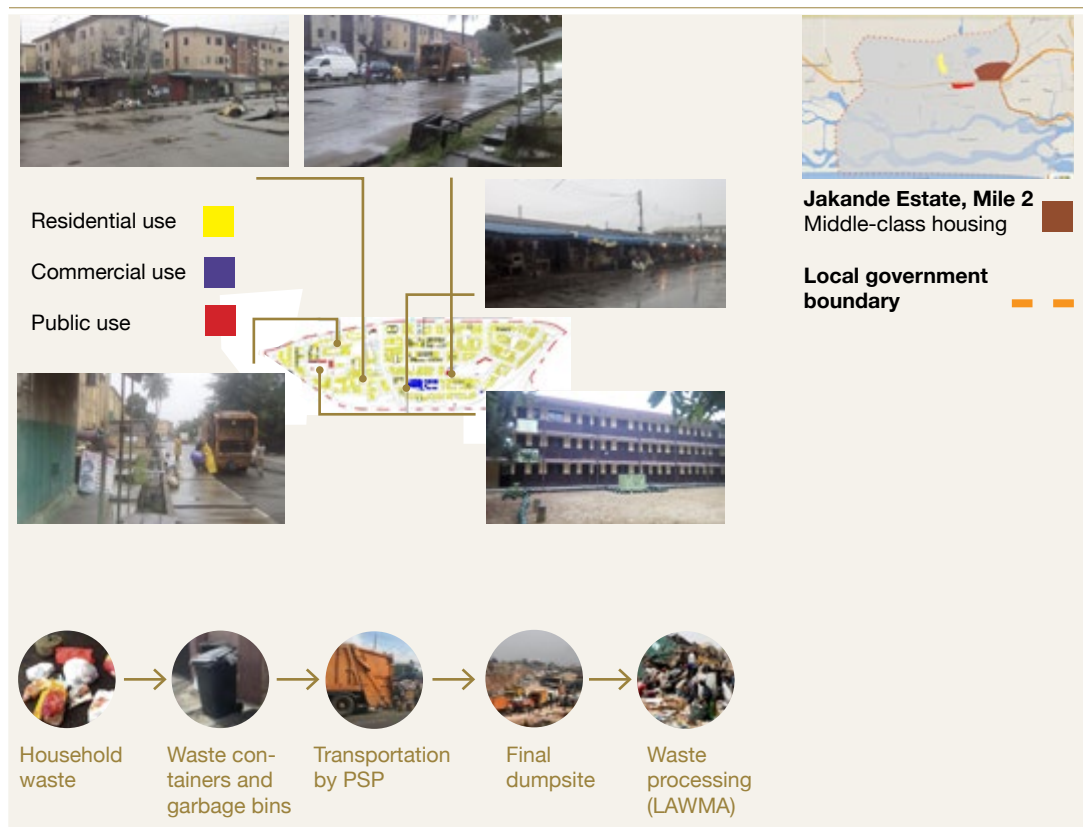 Residential use
Commercial use
Public use
Jakande Estate, Mile 2
Middle-class housing
Local government
boundary
Household
waste
Waste con-
tainers and
garbage bins
Transportation
by PSP
Final
dumpsite
Waste
processing
(LAWMA)